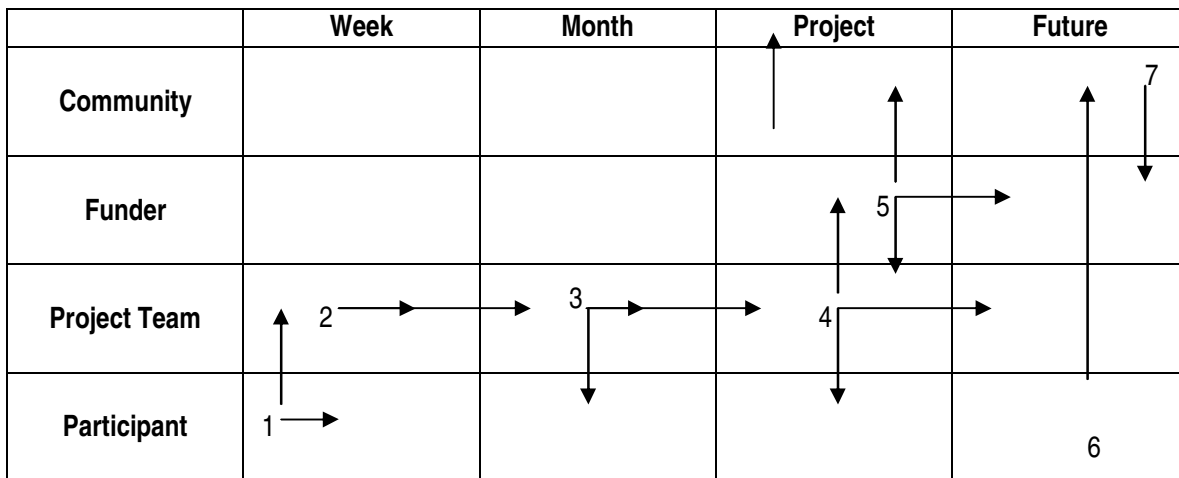 Week Month Project Future
Community 7
Funder 5
Project Team 2 3 4
Participant 1 6